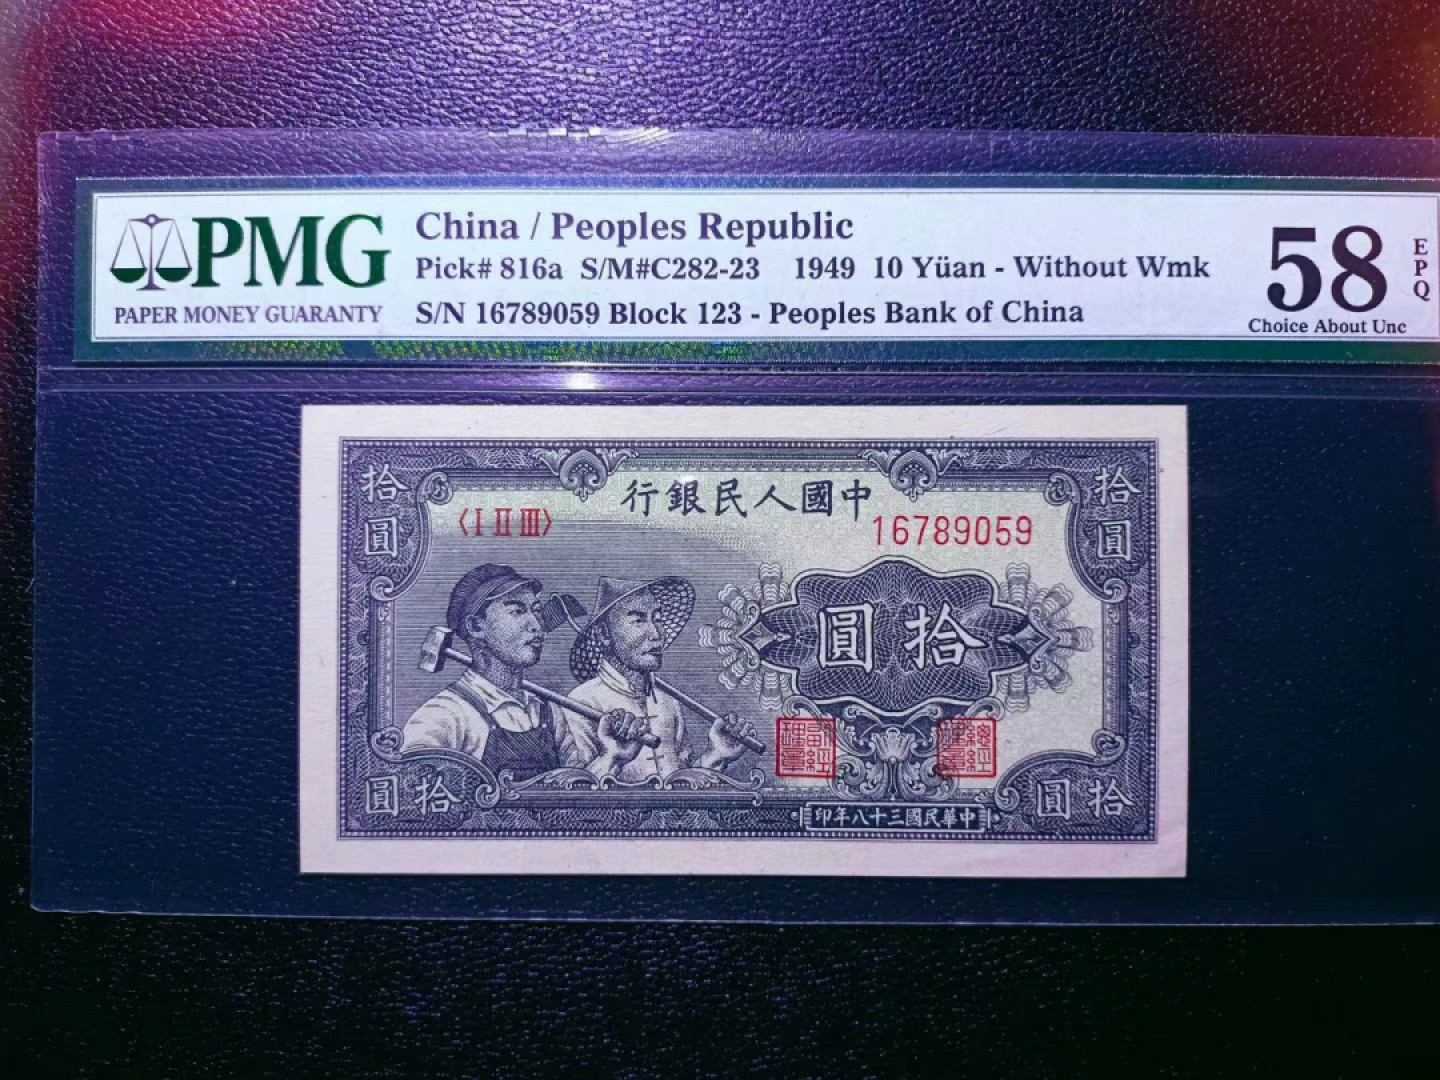 PMG
PAPER MONEY GUARANTY
China / Peoples Republic
Pick# 816a S/M#C282-23 1949 10 Yüan - Without Wmk
S/N 16789059 Block 123 - Peoples Bank of China
58
EPQ
Choice About Unc
拾圓
行銀民人國中
拾圓
〈I II III〉
16789059
圓拾
圓拾
圓拾
印年八十三國民華中